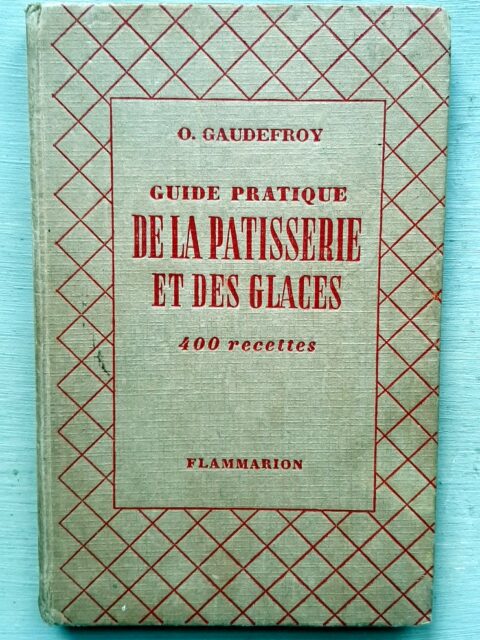 O. GAUDEFROY
GUIDE PRATIQUE
DE LA PATISSERIE
ET DES GLACES
400 recettes
FLAMMARION